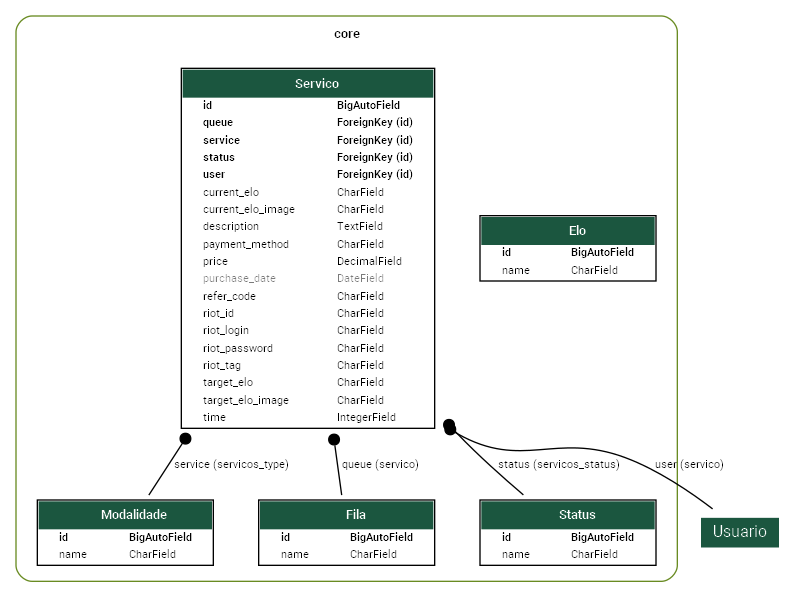 core
Servico
id BigAutoField
queue ForeignKey (id)
service ForeignKey (id)
status ForeignKey (id)
user ForeignKey (id)
current_elo CharField
current_elo_image CharField
description TextField
payment_method CharField
price DecimalField
purchase_date DateField
refer_code CharField
riot_id CharField
riot_login CharField
riot_password CharField
riot_tag CharField
target_elo CharField
target_elo_image CharField
time IntegerField
Elo
id BigAutoField
name CharField
service (servicos_type)
queue (servico)
status (servicos_status)
user (servico)
Modalidade
id BigAutoField
name CharField
Fila
id BigAutoField
name CharField
Status
id BigAutoField
name CharField
Usuario